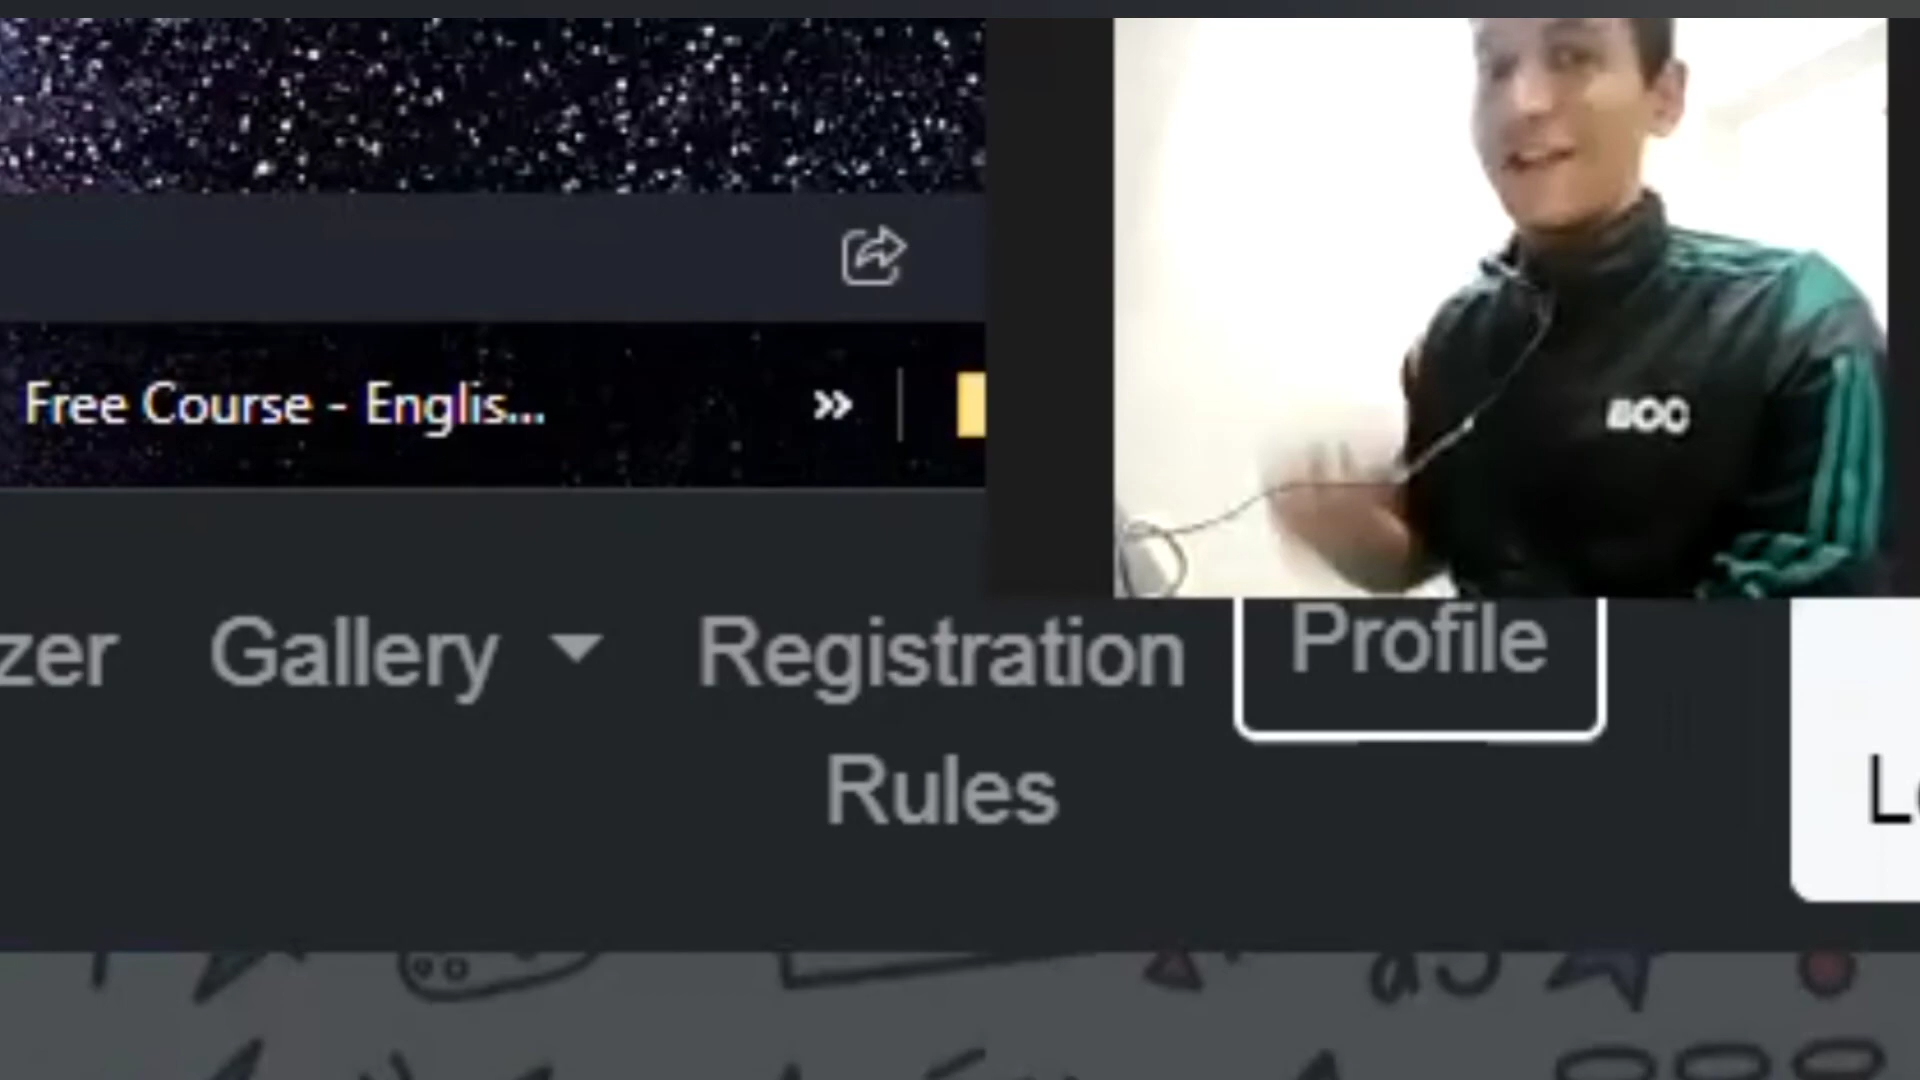 Free Course - Englis...
zer Gallery Registration Profile
Rules